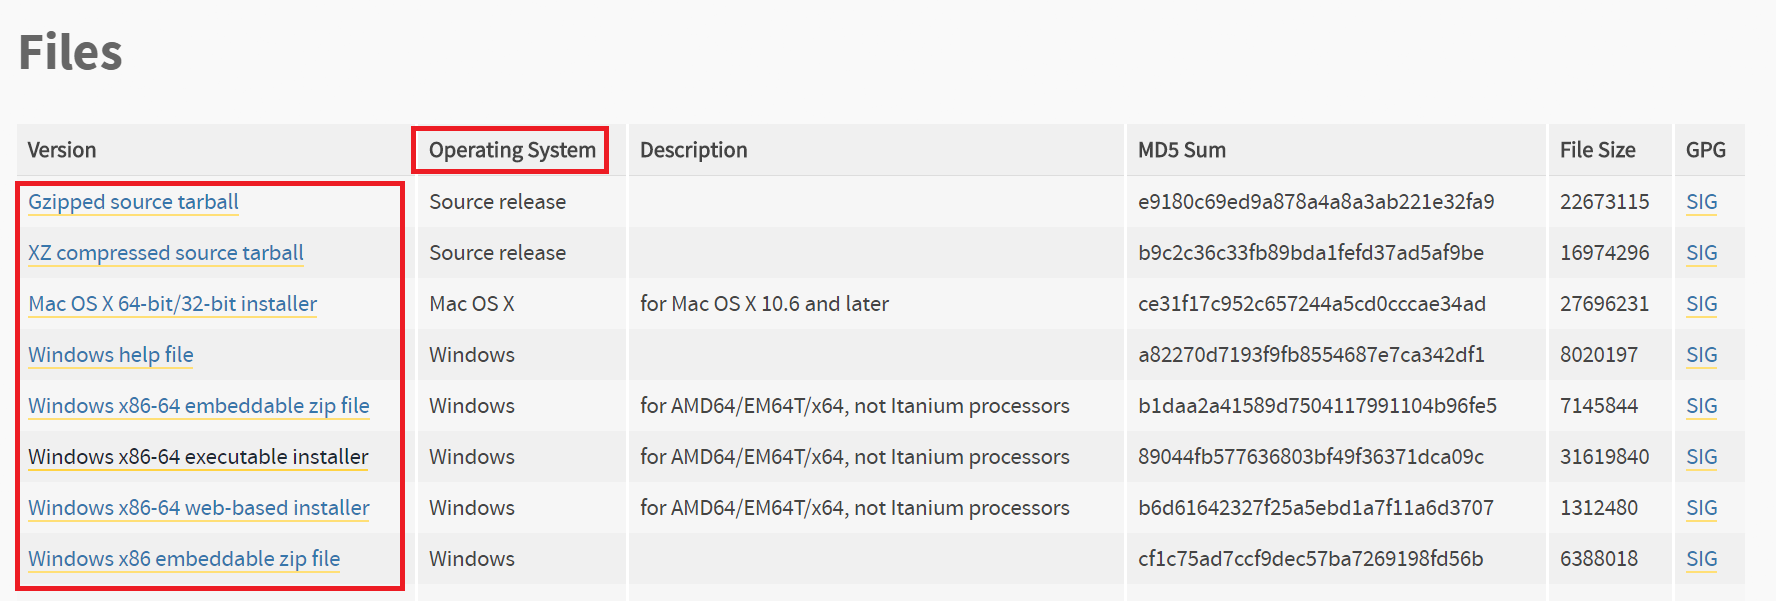 Files
Version Operating System Description MD5 Sum File Size GPG
Gzipped source tarball Source release e9180c69ed9a878a4a8a3ab221e32fa9 22673115 SIG
XZ compressed source tarball Source release b9c2c36c33fb89bda1fefd37ad5af9be 16974296 SIG
Mac OS X 64-bit/32-bit installer Mac OS X for Mac OS X 10.6 and later ce31f17c952c657244a5cd0cccae34ad 27696231 SIG
Windows help file Windows a82270d7193f9fb8554687e7ca342df1 8020197 SIG
Windows x86-64 embeddable zip file Windows for AMD64/EM64T/x64, not Itanium processors b1daa2a41589d7504117991104b96fe5 7145844 SIG
Windows x86-64 executable installer Windows for AMD64/EM64T/x64, not Itanium processors 89044fb577636803bf49f36371dca09c 31619840 SIG
Windows x86-64 web-based installer Windows for AMD64/EM64T/x64, not Itanium processors b6d61642327f25a5ebd1a7f11a6d3707 1312480 SIG
Windows x86 embeddable zip file Windows cf1c75ad7ccf9dec57ba7269198fd56b 6388018 SIG